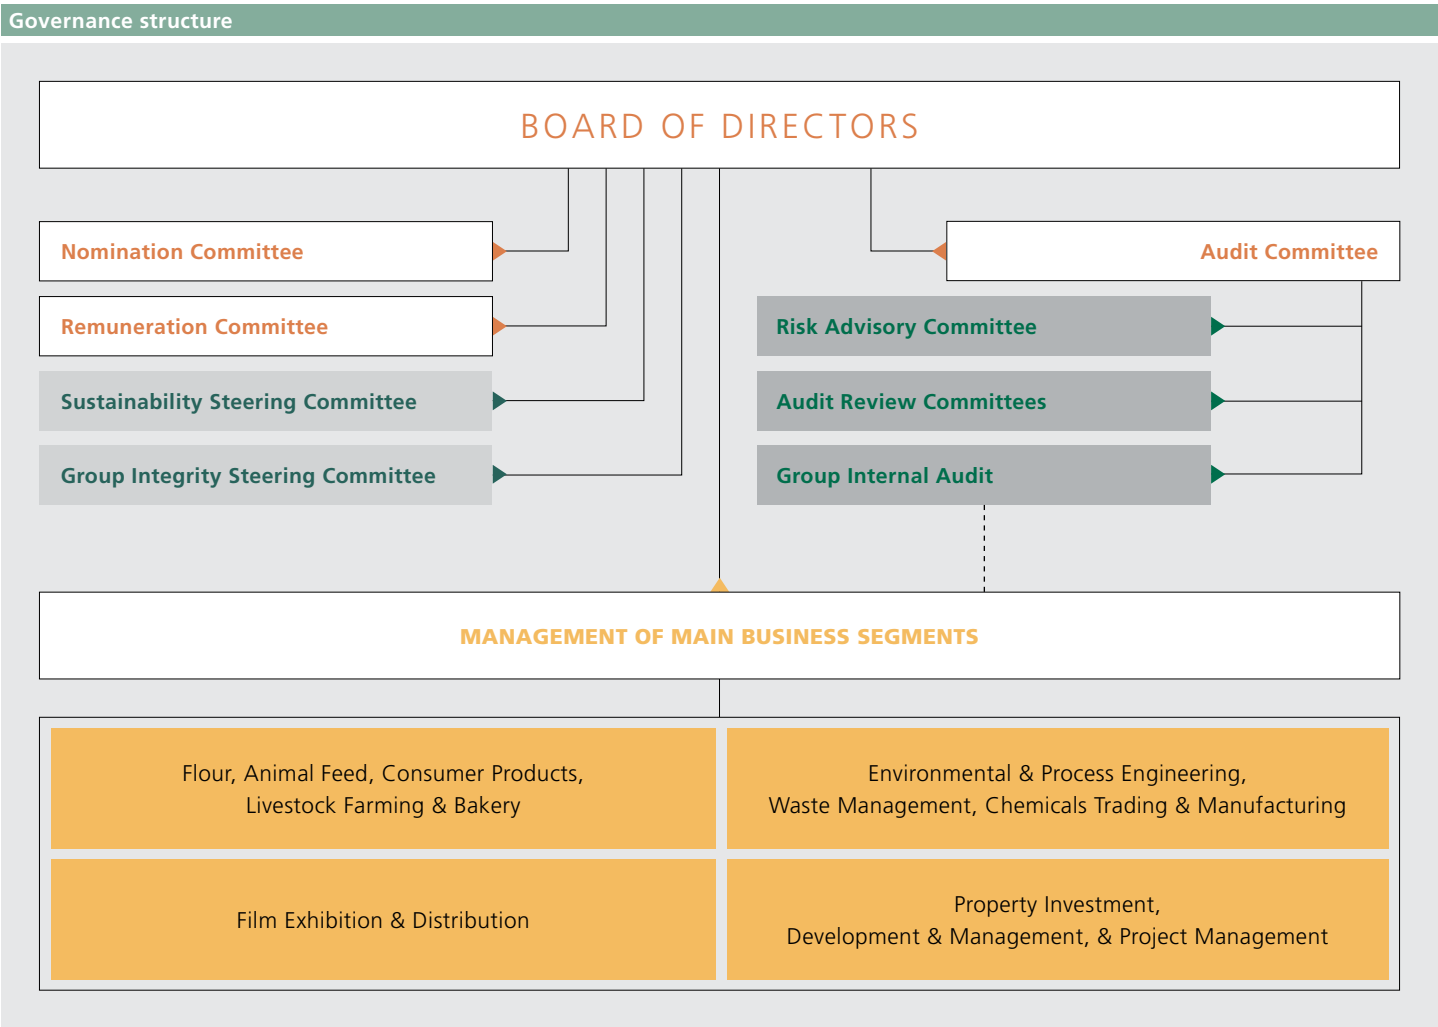 Governance structure
BOARD OF DIRECTORS
Nomination Committee
Remuneration Committee
Sustainability Steering Committee
Group Integrity Steering Committee
Audit Committee
Risk Advisory Committee
Audit Review Committees
Group Internal Audit
MANAGEMENT OF MAIN BUSINESS SEGMENTS
Flour, Animal Feed, Consumer Products,
Livestock Farming & Bakery
Environmental & Process Engineering,
Waste Management, Chemicals Trading & Manufacturing
Film Exhibition & Distribution
Property Investment,
Development & Management, & Project Management